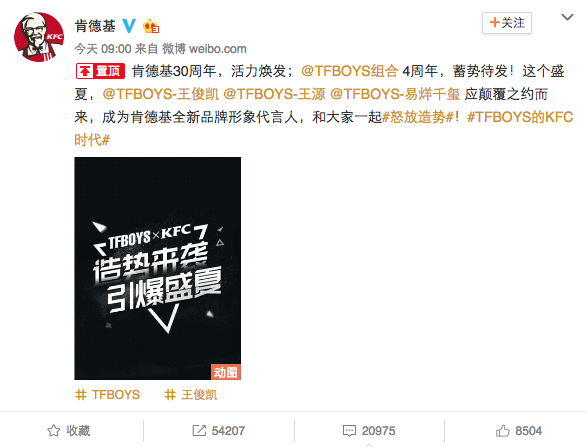 KFC
肯德基
+关注
今天 09:00 来自 微博 weibo.com
置顶 肯德基30周年，活力焕发；@TFBOYS组合 4周年，蓄势待发！这个盛
夏，@TFBOYS-王俊凯 @TFBOYS-王源 @TFBOYS-易烊千玺 应颠覆之约而
来，成为肯德基全新品牌形象代言人，和大家一起#怒放造势#！#TFBOYS的KFC
时代#
TFBOYS×KFC
造势来袭
引爆盛夏
动图
# TFBOYS # 王俊凯
收藏 54207 20975 8504